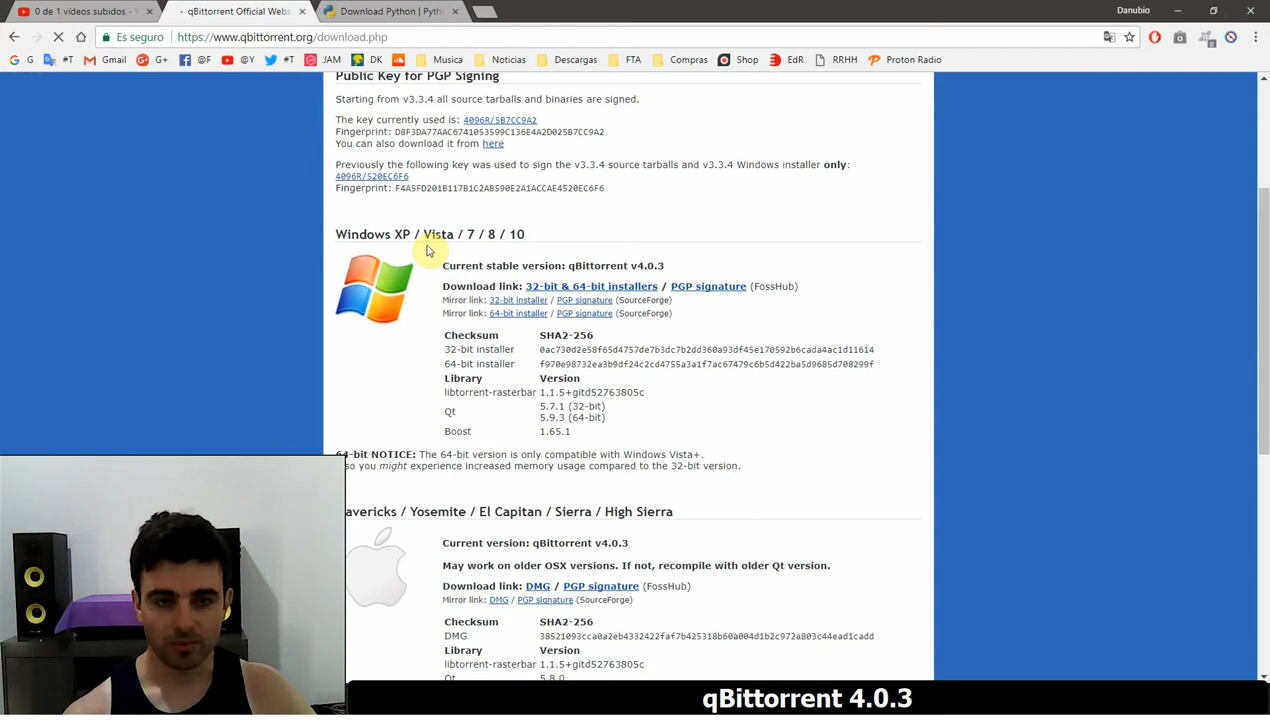 0 de 1 vídeos subidos - Y
qBittorrent Official Webs
Download Python | Pyth
Danubio
Es seguro
https://www.qbittorrent.org/download.php
G
#T
Gmail
G+
@F
@Y
#T
JAM
DK
Musica
Noticias
Descargas
FTA
Compras
Shop
EdR
RRHH
Proton Radio
Public Key for PGP Signing
Starting from v3.3.4 all source tarballs and binaries are signed.
The key currently used is: 4096R/5B7CC9A2
Fingerprint: D8F3DA77AAC6741053599C136E4A2D025B7CC9A2
You can also download it from here
Previously the following key was used to sign the v3.3.4 source tarballs and v3.3.4 Windows installer only:
4096R/520EC6F6
Fingerprint: F4A5FD201B117B1C2AB590E2A1ACCAE4520EC6F6
Windows XP / Vista / 7 / 8 / 10
Current stable version: qBittorrent v4.0.3
Download link: 32-bit & 64-bit installers / PGP signature (FossHub)
Mirror link: 32-bit installer / PGP signature (SourceForge)
Mirror link: 64-bit installer / PGP signature (SourceForge)
Checksum SHA2-256
32-bit installer 0ac730d2e58f65d4757de7b3dc7b2dd360a93df45e170592b6cada4ac1d11614
64-bit installer f970e98732ea3b9df24c2cd4755a3a1f7ac67479c6b5d422ba5d9685d708299f
Library Version
libtorrent-rasterbar 1.1.5+gitd52763805c
Qt 5.7.1 (32-bit)
5.9.3 (64-bit)
Boost 1.65.1
64-bit NOTICE: The 64-bit version is only compatible with Windows Vista+.
so you might experience increased memory usage compared to the 32-bit version.
avericks / Yosemite / El Capitan / Sierra / High Sierra
Current version: qBittorrent v4.0.3
May work on older OSX versions. If not, recompile with older Qt version.
Download link: DMG / PGP signature (FossHub)
Mirror link: DMG / PGP signature (SourceForge)
Checksum SHA2-256
DMG 38521093cca0a2eb4332422faf7b425318b60a004d1b2c972a803c44ead1cadd
Library Version
libtorrent-rasterbar 1.1.5+gitd52763805c
Qt 5.8.0
qBittorrent 4.0.3